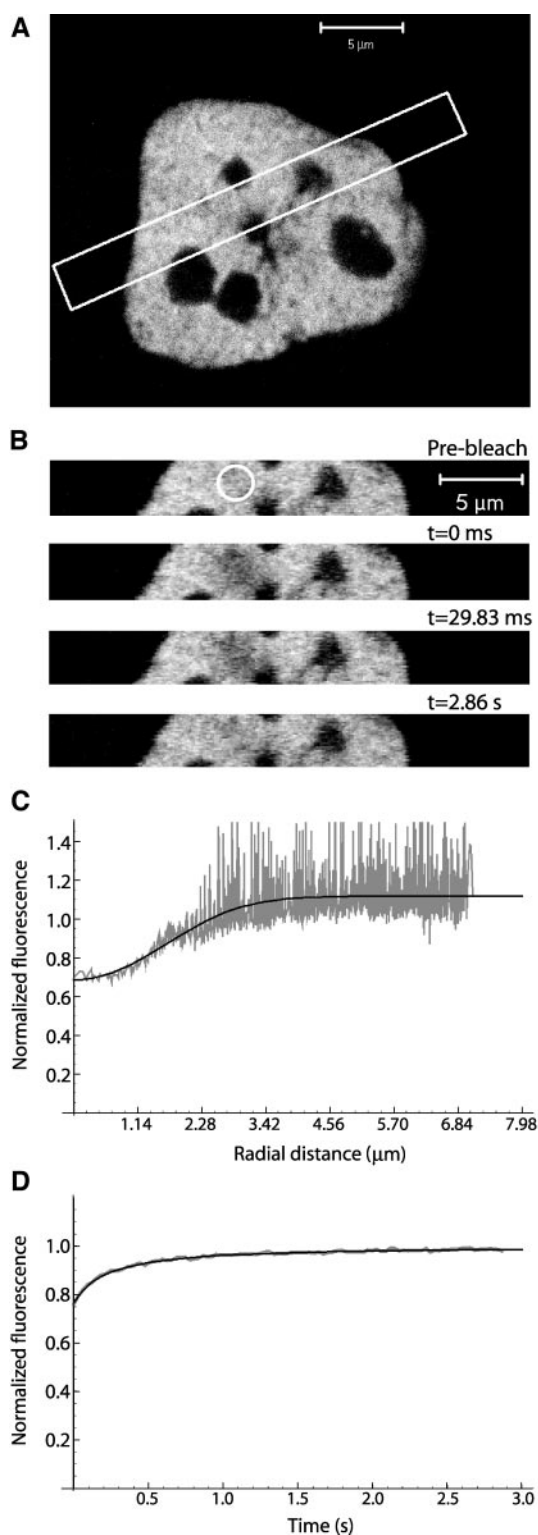 A
5 μm
B
Pre-bleach
5 μm
t=0 ms
t=29.83 ms
t=2.86 s
C
Normalized fluorescence
1.4
1.2
1.0
0.8
0.6
0.4
0.2
1.14 2.28 3.42 4.56 5.70 6.84 7.98
Radial distance (μm)
D
Normalized fluorescence
1.0
0.8
0.6
0.4
0.2
0.5 1.0 1.5 2.0 2.5 3.0
Time (s)